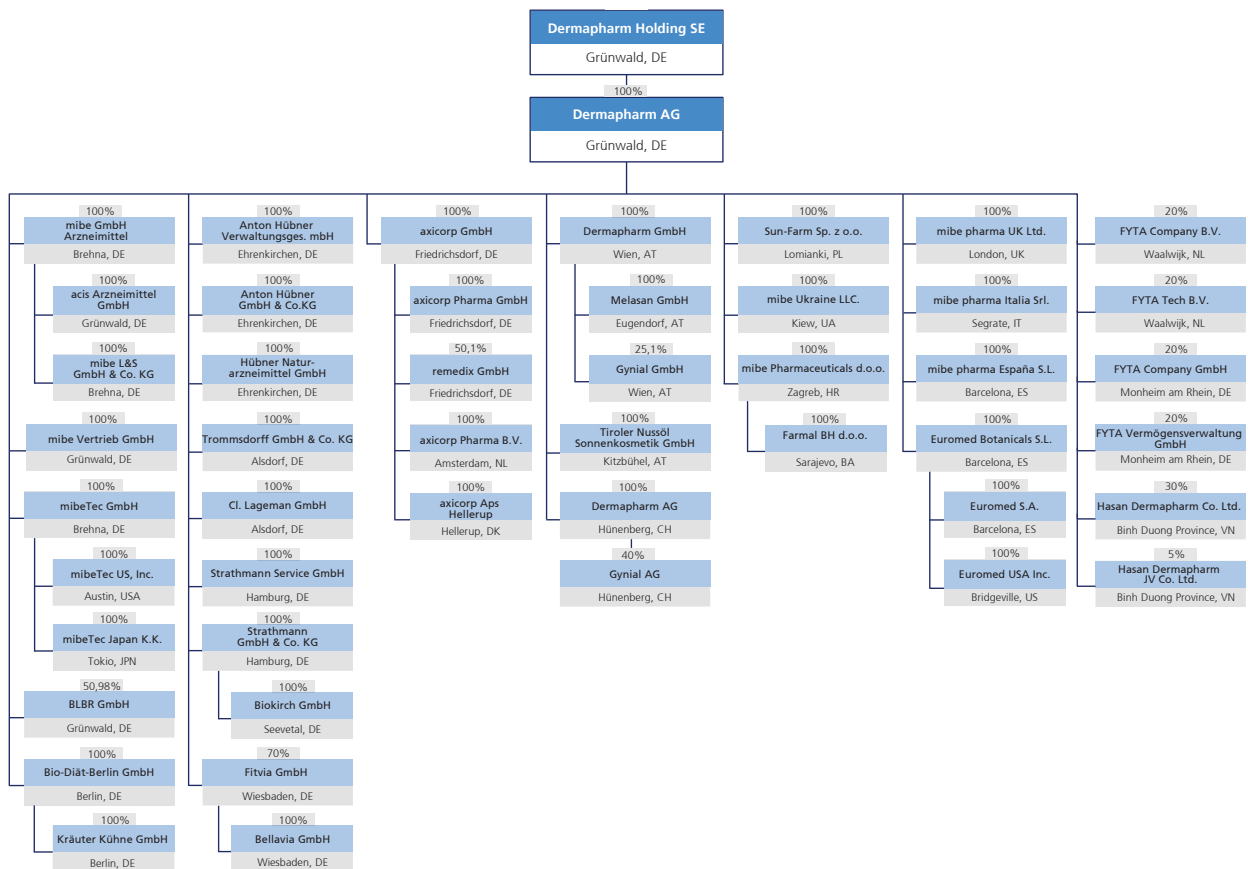 Dermapharm Holding SE
Grünwald, DE
100%
Dermapharm AG
Grünwald, DE
100%
mibe GmbH
Arzneimittel
Brehna, DE
100%
acis Arzneimittel
GmbH
Grünwald, DE
100%
mibe L&S
GmbH & Co. KG
Brehna, DE
100%
mibe Vertrieb GmbH
Grünwald, DE
100%
mibeTec GmbH
Brehna, DE
100%
mibeTec US, Inc.
Austin, USA
100%
mibeTec Japan K.K.
Tokio, JPN
50,98%
BLBR GmbH
Grünwald, DE
100%
Bio-Diät-Berlin GmbH
Berlin, DE
100%
Kräuter Kühne GmbH
Berlin, DE
100%
Anton Hübner
Verwaltungsges. mbH
Ehrenkirchen, DE
100%
Anton Hübner
GmbH & Co.KG
Ehrenkirchen, DE
100%
Hübner Natur-
arzneimittel GmbH
Ehrenkirchen, DE
100%
Trommsdorff GmbH & Co. KG
Alsdorf, DE
100%
Cl. Lageman GmbH
Alsdorf, DE
100%
Strathmann Service GmbH
Hamburg, DE
100%
Strathmann
GmbH & Co. KG
Hamburg, DE
100%
Biokirch GmbH
Seevetal, DE
70%
Fitvia GmbH
Wiesbaden, DE
100%
Bellavia GmbH
Wiesbaden, DE
100%
axicorp GmbH
Friedrichsdorf, DE
100%
axicorp Pharma GmbH
Friedrichsdorf, DE
50,1%
remedix GmbH
Friedrichsdorf, DE
100%
axicorp Pharma B.V.
Amsterdam, NL
100%
axicorp Aps
Hellerup
Hellerup, DK
100%
Dermapharm GmbH
Wien, AT
100%
Melasan GmbH
Eugendorf, AT
25,1%
Gynial GmbH
Wien, AT
100%
Tiroler Nussöl
Sonnenkosmetik GmbH
Kitzbühel, AT
100%
Dermapharm AG
Hünenberg, CH
40%
Gynial AG
Hünenberg, CH
100%
Sun-Farm Sp. z o.o.
Lomianki, PL
100%
mibe Ukraine LLC.
Kiew, UA
100%
mibe Pharmaceuticals d.o.o.
Zagreb, HR
100%
Farmal BH d.o.o.
Sarajevo, BA
100%
mibe pharma UK Ltd.
London, UK
100%
mibe pharma Italia Srl.
Segrate, IT
100%
mibe pharma España S.L.
Barcelona, ES
100%
Euromed Botanicals S.L.
Barcelona, ES
100%
Euromed S.A.
Barcelona, ES
100%
Euromed USA Inc.
Bridgeville, US
20%
FYTA Company B.V.
Waalwijk, NL
20%
FYTA Tech B.V.
Waalwijk, NL
20%
FYTA Company GmbH
Monheim am Rhein, DE
20%
FYTA Vermögensverwaltung
GmbH
Monheim am Rhein, DE
30%
Hasan Dermapharm Co. Ltd.
Binh Duong Province, VN
5%
Hasan Dermapharm
JV Co. Ltd.
Binh Duong Province, VN